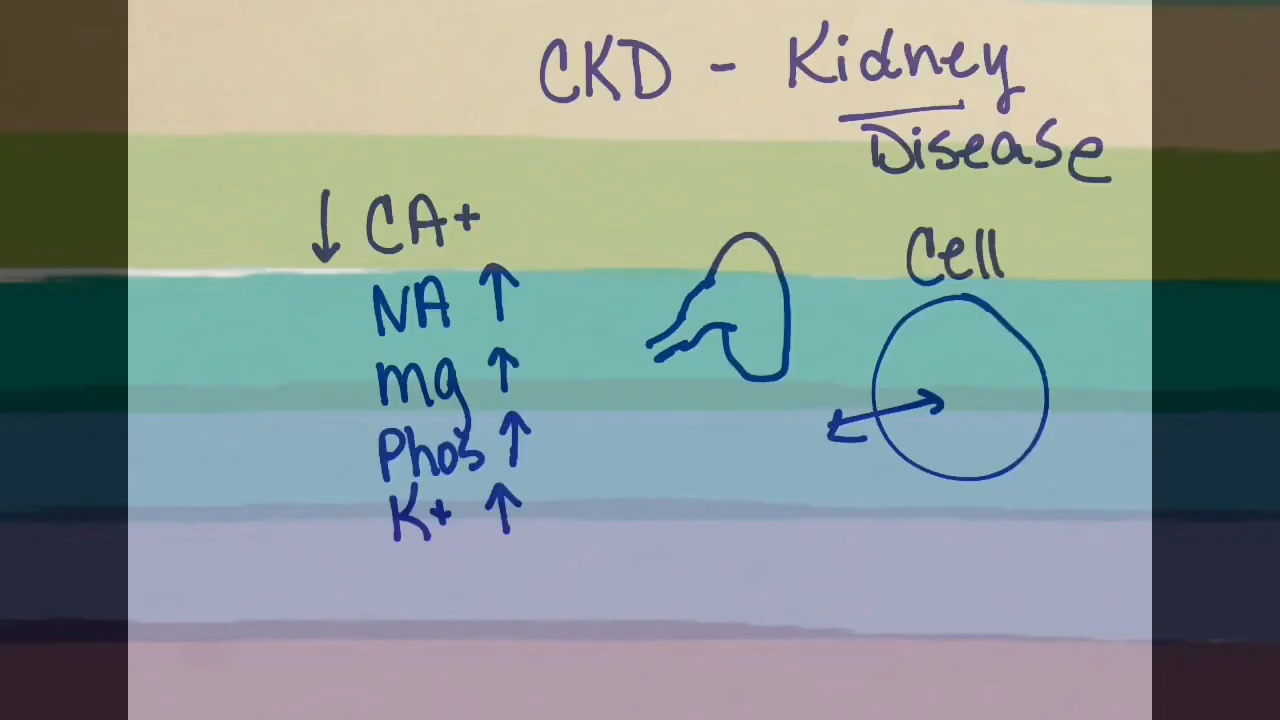 CKD - Kidney
Disease
↓ CA+
NA ↑
mg ↑
Phos ↑
K+ ↑
Cell